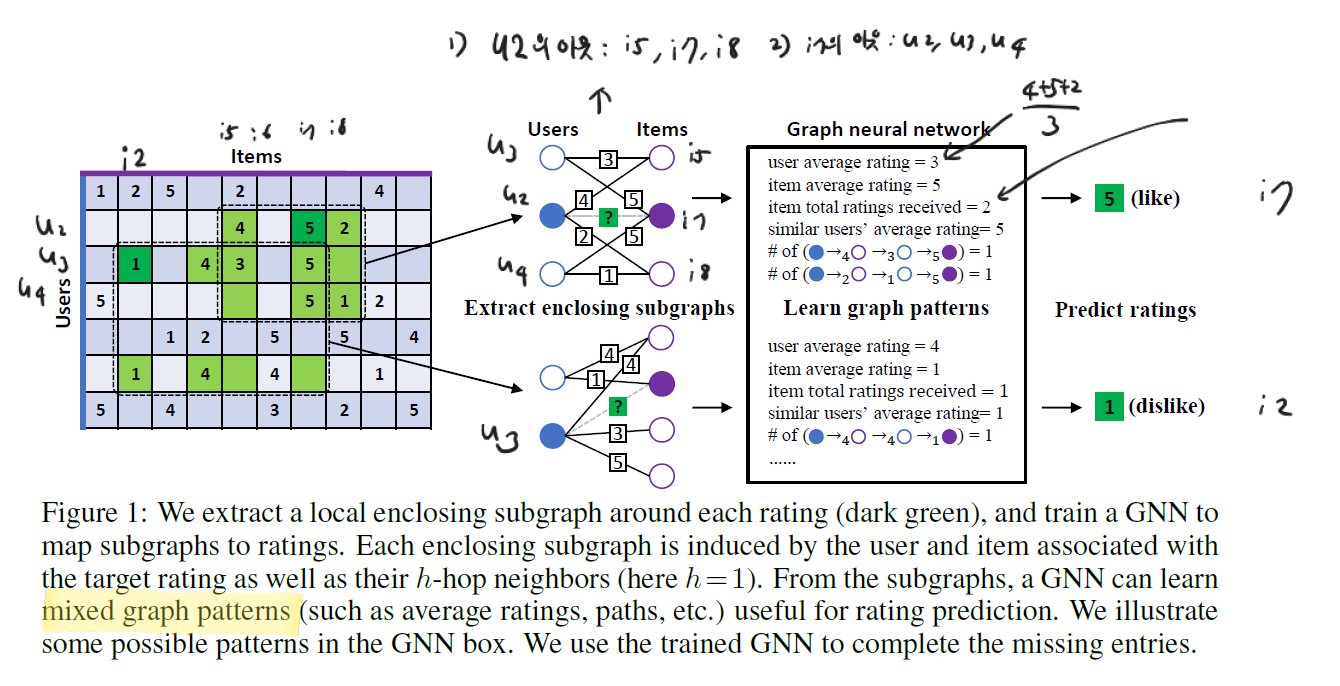 1) u2의 이웃 : i5, i7, i8 2) i7의 이웃 : u2, u3, u4
4+5+2
3
i5 i6 i7 i8
i2
Items
Users
u2
u3
u4
1 2 5 2 4
4 5 2
1 4 3 5
5 5 1 2
1 2 5 5 4
1 4 4 1
5 4 3 2 5
Users Items
u3 3 i5
4 5
u2 ? i7
2 5
u4 1 i8
Extract enclosing subgraphs
4
4
1
?
u3 3
5
Graph neural network
user average rating = 3
item average rating = 5
item total ratings received = 2
similar users’ average rating= 5
# of (→4 →3 →5) = 1
# of (→2 →1 →5) = 1
Learn graph patterns
user average rating = 4
item average rating = 1
item total ratings received = 1
similar users’ average rating= 1
# of (→4 →4 →1) = 1
......
5 (like) i7
Predict ratings
1 (dislike) i2
Figure 1: We extract a local enclosing subgraph around each rating (dark green), and train a GNN to
map subgraphs to ratings. Each enclosing subgraph is induced by the user and item associated with
the target rating as well as their h-hop neighbors (here h=1). From the subgraphs, a GNN can learn
mixed graph patterns (such as average ratings, paths, etc.) useful for rating prediction. We illustrate
some possible patterns in the GNN box. We use the trained GNN to complete the missing entries.